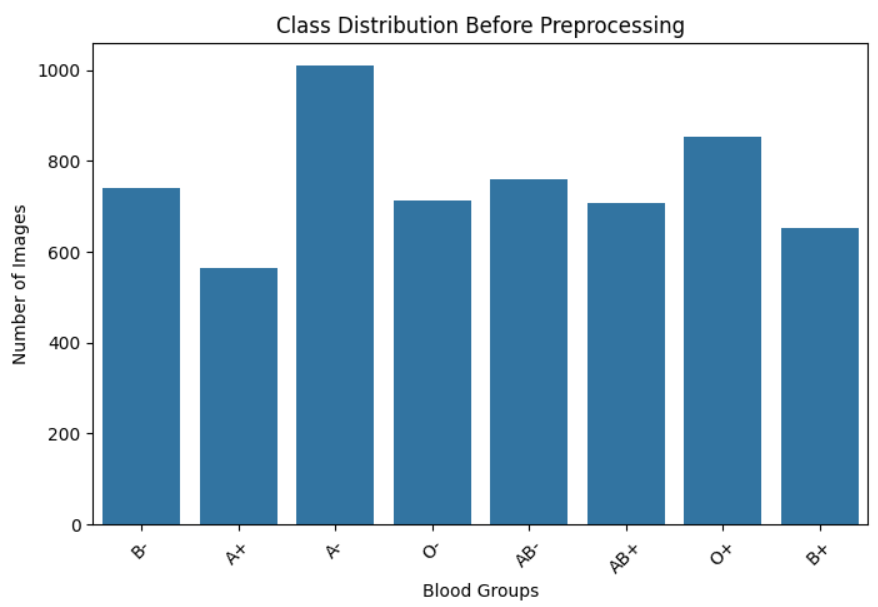 Class Distribution Before Preprocessing
Number of Images
1000
800
600
400
200
0
B-
A+
A-
O-
AB-
AB+
O+
B+
Blood Groups